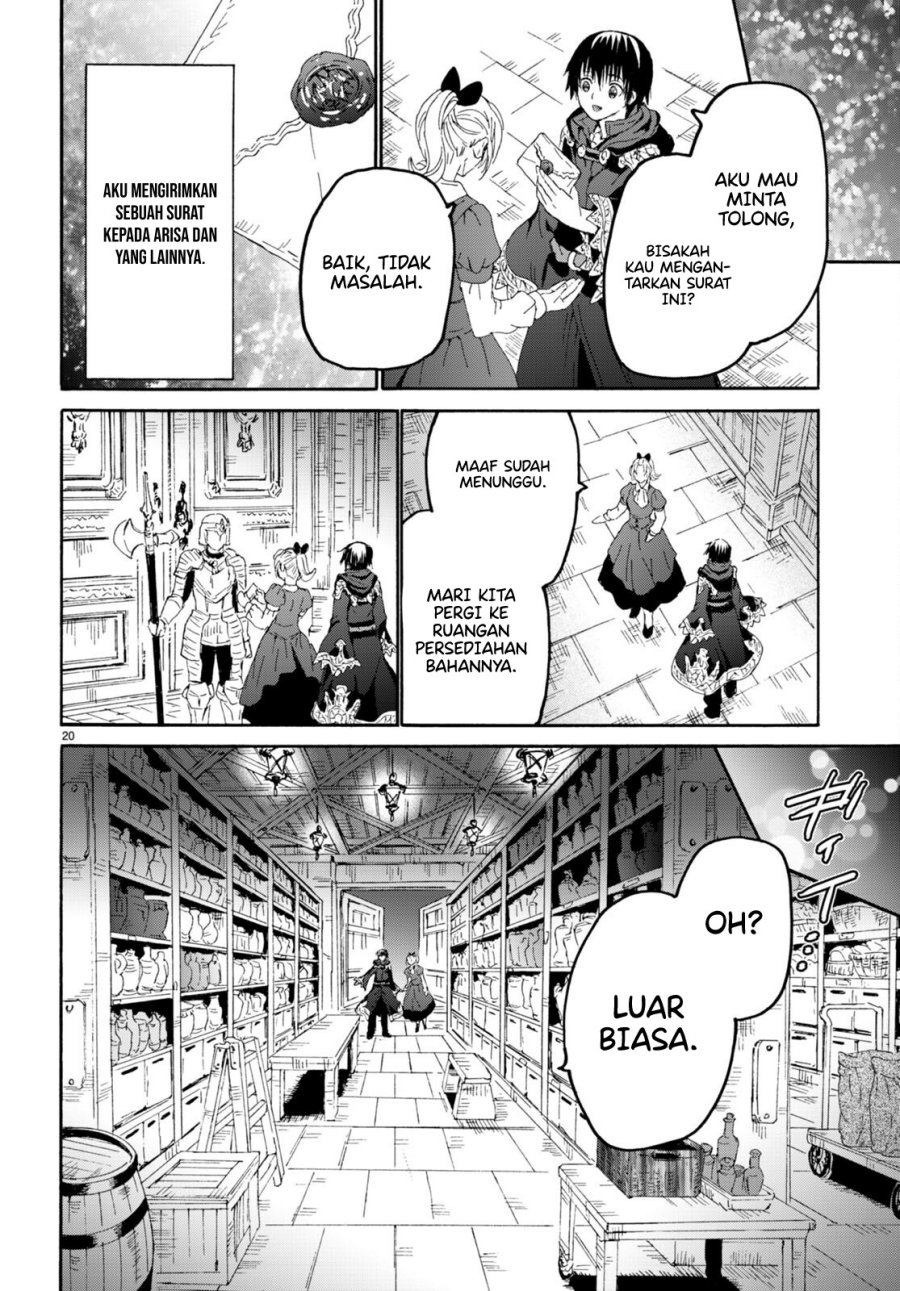 AKU MAU
MINTA
TOLONG,
BISAKAH
KAU MENGAN-
TARKAN SURAT
INI?
BAIK, TIDAK
MASALAH.
AKU MENGIRIMKAN
SEBUAH SURAT
KEPADA ARISA DAN
YANG LAINNYA.
MAAF SUDAH
MENUNGGU.
MARI KITA
PERGI KE
RUANGAN
PERSEDIAHAN
BAHANNYA.
20
ギィィ…
OH?
LUAR
BIASA.